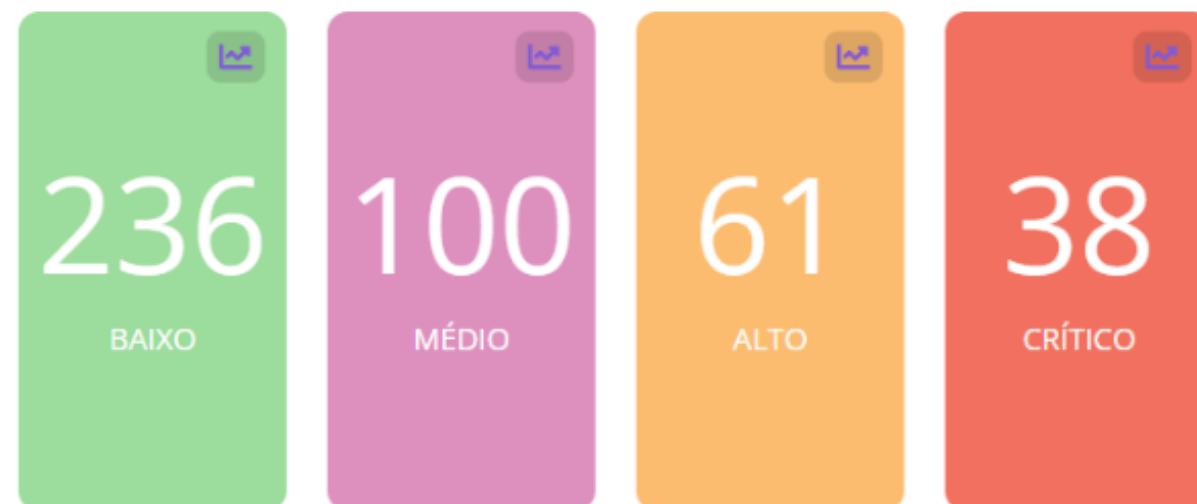 236
BAIXO
100
MÉDIO
61
ALTO
38
CRÍTICO